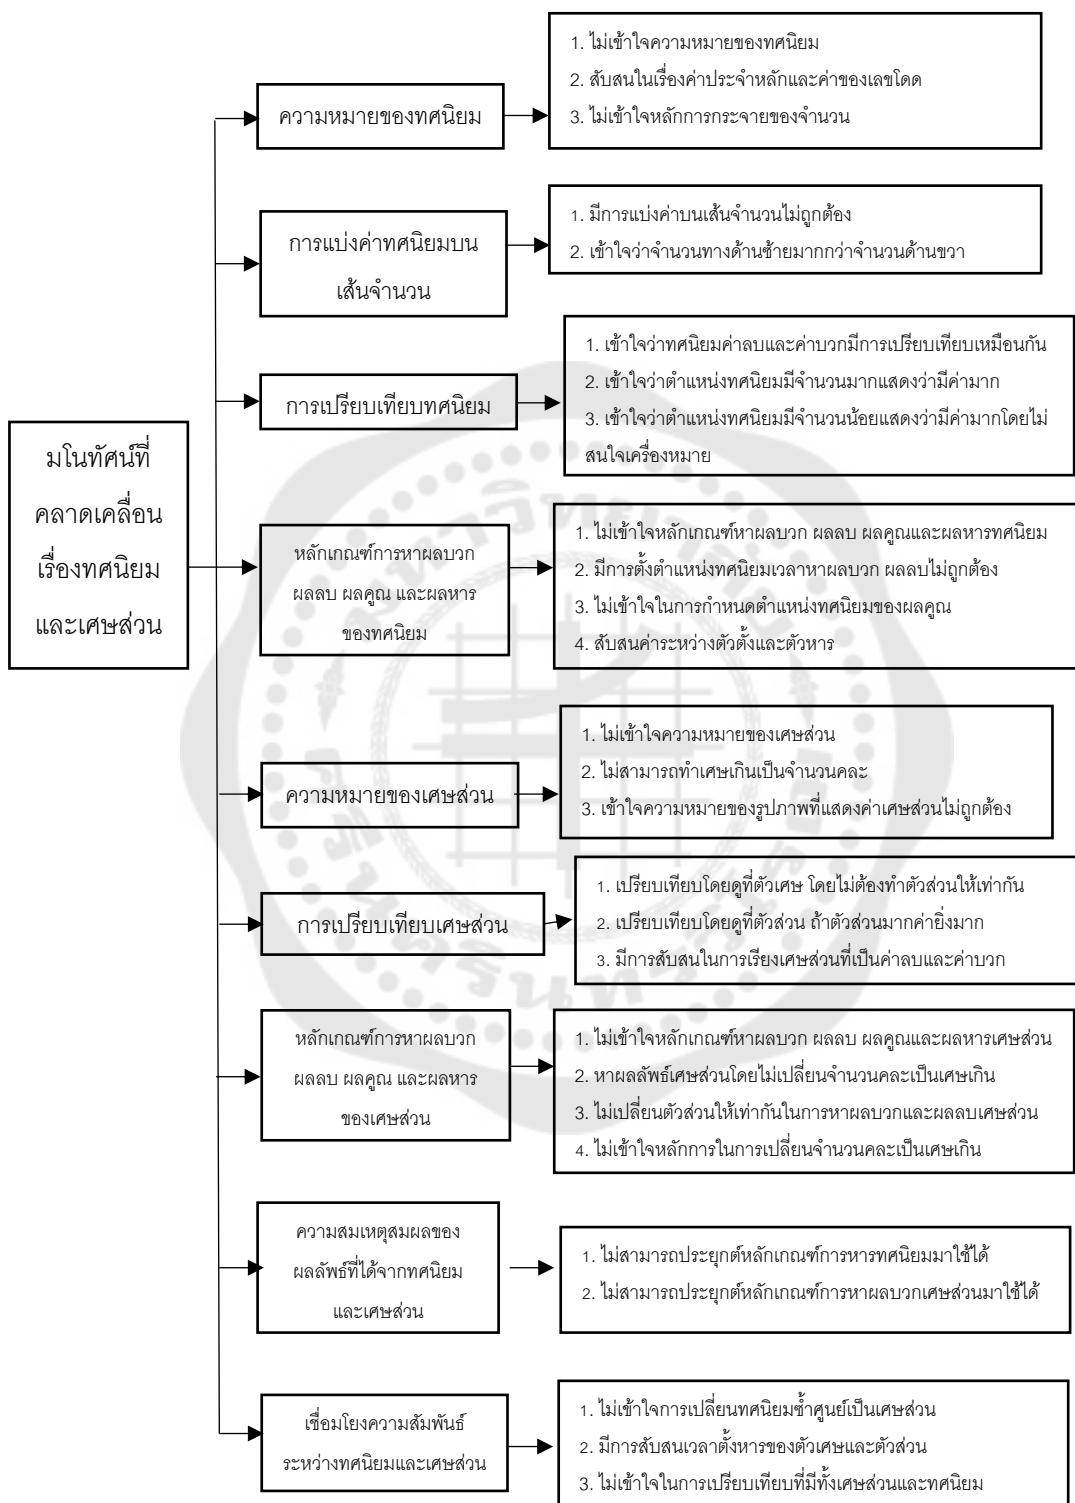 มโนทัศน์ที่
คลาดเคลื่อน
เรื่องทศนิยม
และเศษส่วน
ความหมายของทศนิยม
1. ไม่เข้าใจความหมายของทศนิยม
2. สับสนในเรื่องค่าประจำหลักและค่าของเลขโดด
3. ไม่เข้าใจหลักการกระจายของจำนวน
การแบ่งค่าทศนิยมบน
เส้นจำนวน
1. มีการแบ่งค่าบนเส้นจำนวนไม่ถูกต้อง
2. เข้าใจว่าจำนวนทางด้านซ้ายมากกว่าจำนวนด้านขวา
การเปรียบเทียบทศนิยม
1. เข้าใจว่าทศนิยมค่าลบและค่าบวกมีการเปรียบเทียบเหมือนกัน
2. เข้าใจว่าตำแหน่งทศนิยมมีจำนวนมากแสดงว่ามีค่ามาก
3. เข้าใจว่าตำแหน่งทศนิยมมีจำนวนน้อยแสดงว่ามีค่ามากโดยไม่
สนใจเครื่องหมาย
หลักเกณฑ์การหาผลบวก
ผลลบ ผลคูณ และผลหาร
ของทศนิยม
1. ไม่เข้าใจหลักเกณฑ์หาผลบวก ผลลบ ผลคูณและผลหารทศนิยม
2. มีการตั้งตำแหน่งทศนิยมเวลาหาผลบวก ผลลบไม่ถูกต้อง
3. ไม่เข้าใจในการกำหนดตำแหน่งทศนิยมของผลคูณ
4. สับสนค่าระหว่างตัวตั้งและตัวหาร
ความหมายของเศษส่วน
1. ไม่เข้าใจความหมายของเศษส่วน
2. ไม่สามารถทำเศษเกินเป็นจำนวนคละ
3. เข้าใจความหมายของรูปภาพที่แสดงค่าเศษส่วนไม่ถูกต้อง
การเปรียบเทียบเศษส่วน
1. เปรียบเทียบโดยดูที่ตัวเศษ โดยไม่ต้องทำตัวส่วนให้เท่ากัน
2. เปรียบเทียบโดยดูที่ตัวส่วน ถ้าตัวส่วนมากค่ายิ่งมาก
3. มีการสับสนในการเรียงเศษส่วนที่เป็นค่าลบและค่าบวก
หลักเกณฑ์การหาผลบวก
ผลลบ ผลคูณ และผลหาร
ของเศษส่วน
1. ไม่เข้าใจหลักเกณฑ์หาผลบวก ผลลบ ผลคูณและผลหารเศษส่วน
2. หาผลลัพธ์เศษส่วนโดยไม่เปลี่ยนจำนวนคละเป็นเศษเกิน
3. ไม่เปลี่ยนตัวส่วนให้เท่ากันในการหาผลบวกและผลลบเศษส่วน
4. ไม่เข้าใจหลักการในการเปลี่ยนจำนวนคละเป็นเศษเกิน
ความสมเหตุสมผลของ
ผลลัพธ์ที่ได้จากทศนิยม
และเศษส่วน
1. ไม่สามารถประยุกต์หลักเกณฑ์การหารทศนิยมมาใช้ได้
2. ไม่สามารถประยุกต์หลักเกณฑ์การหาผลบวกเศษส่วนมาใช้ได้
เชื่อมโยงความสัมพันธ์
ระหว่างทศนิยมและเศษส่วน
1. ไม่เข้าใจการเปลี่ยนทศนิยมซ้ำศูนย์เป็นเศษส่วน
2. มีการสับสนเวลาตั้งหารของตัวเศษและตัวส่วน
3. ไม่เข้าใจในการเปรียบเทียบที่มีทั้งเศษส่วนและทศนิยม
มหาวิทยาลัย
ศรีนครินทรวิโรฒ